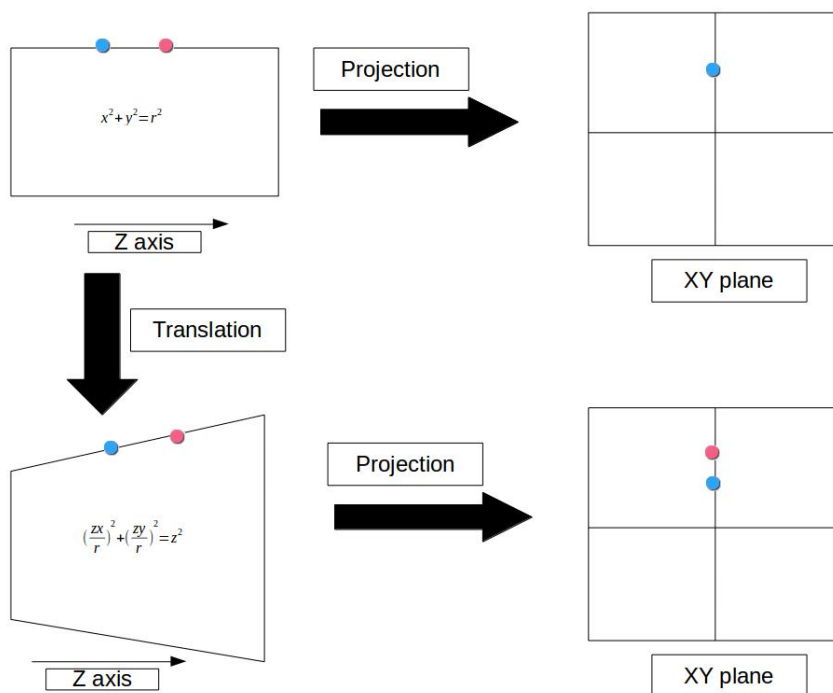 Projection
x² + y² = r²
Z axis
XY plane
Translation
Projection
(zx/r)² + (zy/r)² = z²
Z axis
XY plane